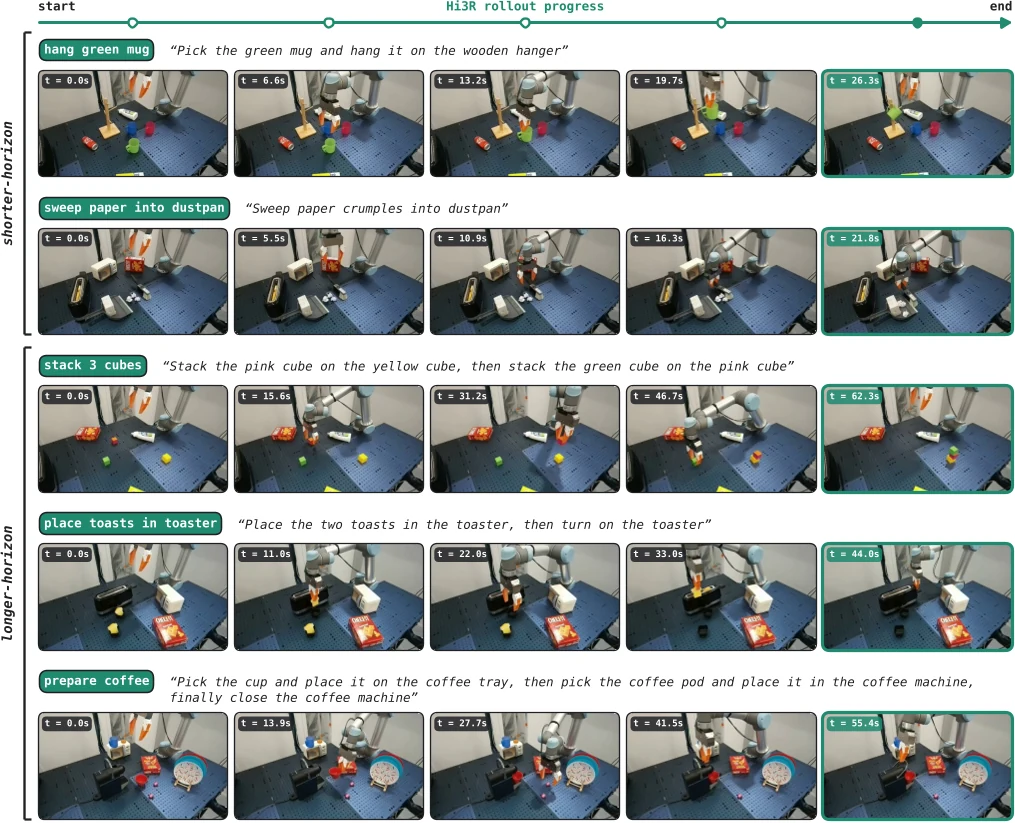 start Hi3R rollout progress end
shorter-horizon
hang green mug “Pick the green mug and hang it on the wooden hanger”
t = 0.0s t = 6.6s t = 13.2s t = 19.7s t = 26.3s
sweep paper into dustpan “Sweep paper crumples into dustpan”
t = 0.0s t = 5.5s t = 10.9s t = 16.3s t = 21.8s
longer-horizon
stack 3 cubes “Stack the pink cube on the yellow cube, then stack the green cube on the pink cube”
t = 0.0s t = 15.6s t = 31.2s t = 46.7s t = 62.3s
place toasts in toaster “Place the two toasts in the toaster, then turn on the toaster”
t = 0.0s t = 11.0s t = 22.0s t = 33.0s t = 44.0s
prepare coffee “Pick the cup and place it on the coffee tray, then pick the coffee pod and place it in the coffee machine,
finally close the coffee machine”
t = 0.0s t = 13.9s t = 27.7s t = 41.5s t = 55.4s